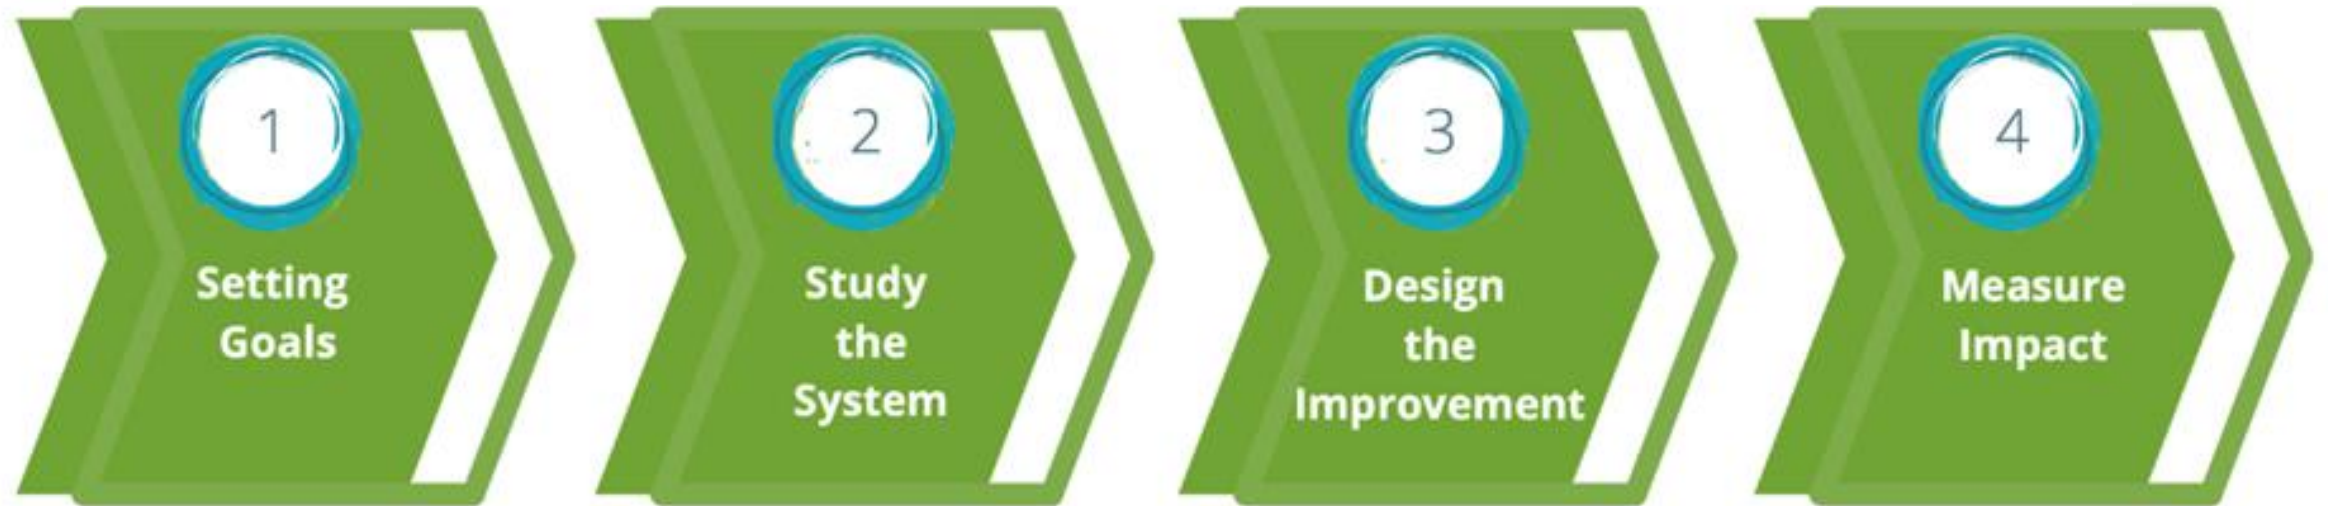 1
Setting
Goals
2
Study
the
System
3
Design
the
Improvement
4
Measure
Impact